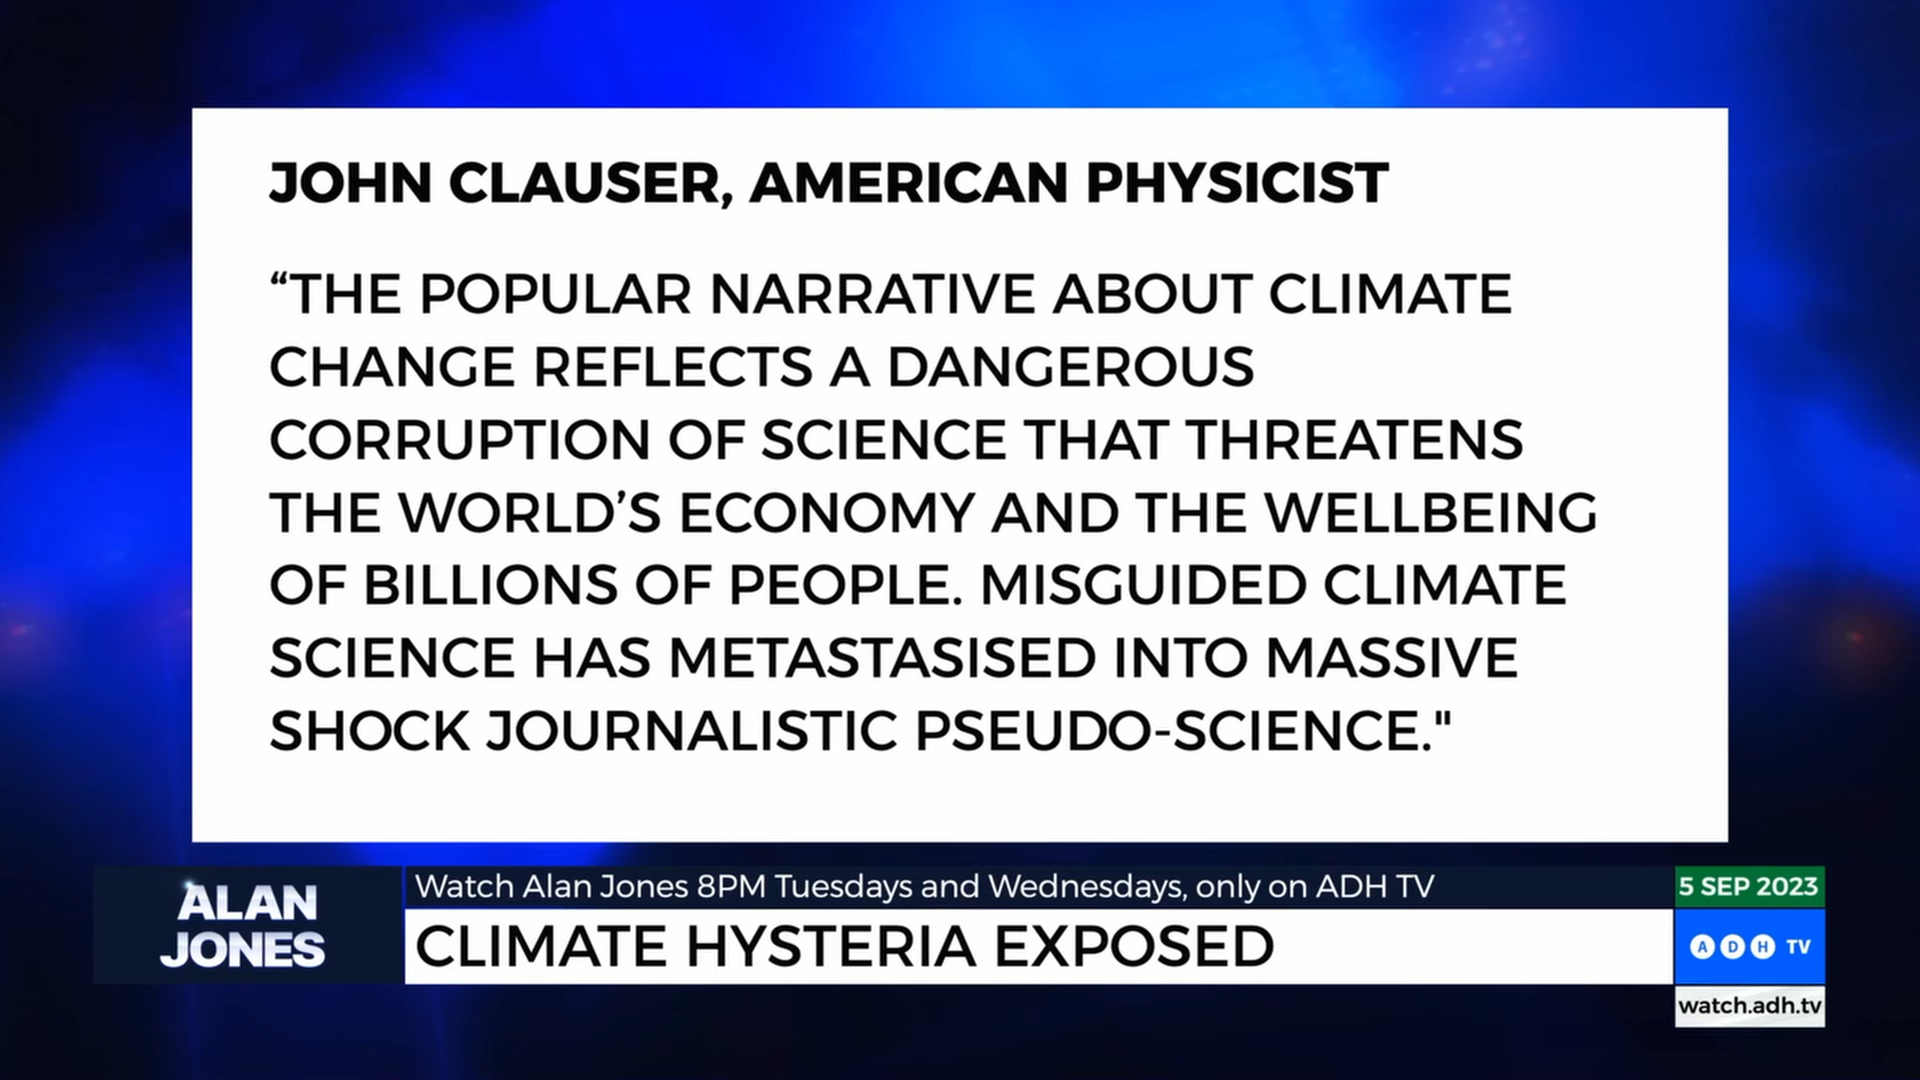 JOHN CLAUSER, AMERICAN PHYSICIST
“THE POPULAR NARRATIVE ABOUT CLIMATE
CHANGE REFLECTS A DANGEROUS
CORRUPTION OF SCIENCE THAT THREATENS
THE WORLD’S ECONOMY AND THE WELLBEING
OF BILLIONS OF PEOPLE. MISGUIDED CLIMATE
SCIENCE HAS METASTASISED INTO MASSIVE
SHOCK JOURNALISTIC PSEUDO-SCIENCE."
ALAN
JONES
Watch Alan Jones 8PM Tuesdays and Wednesdays, only on ADH TV
CLIMATE HYSTERIA EXPOSED
5 SEP 2023
ADH TV
watch.adh.tv